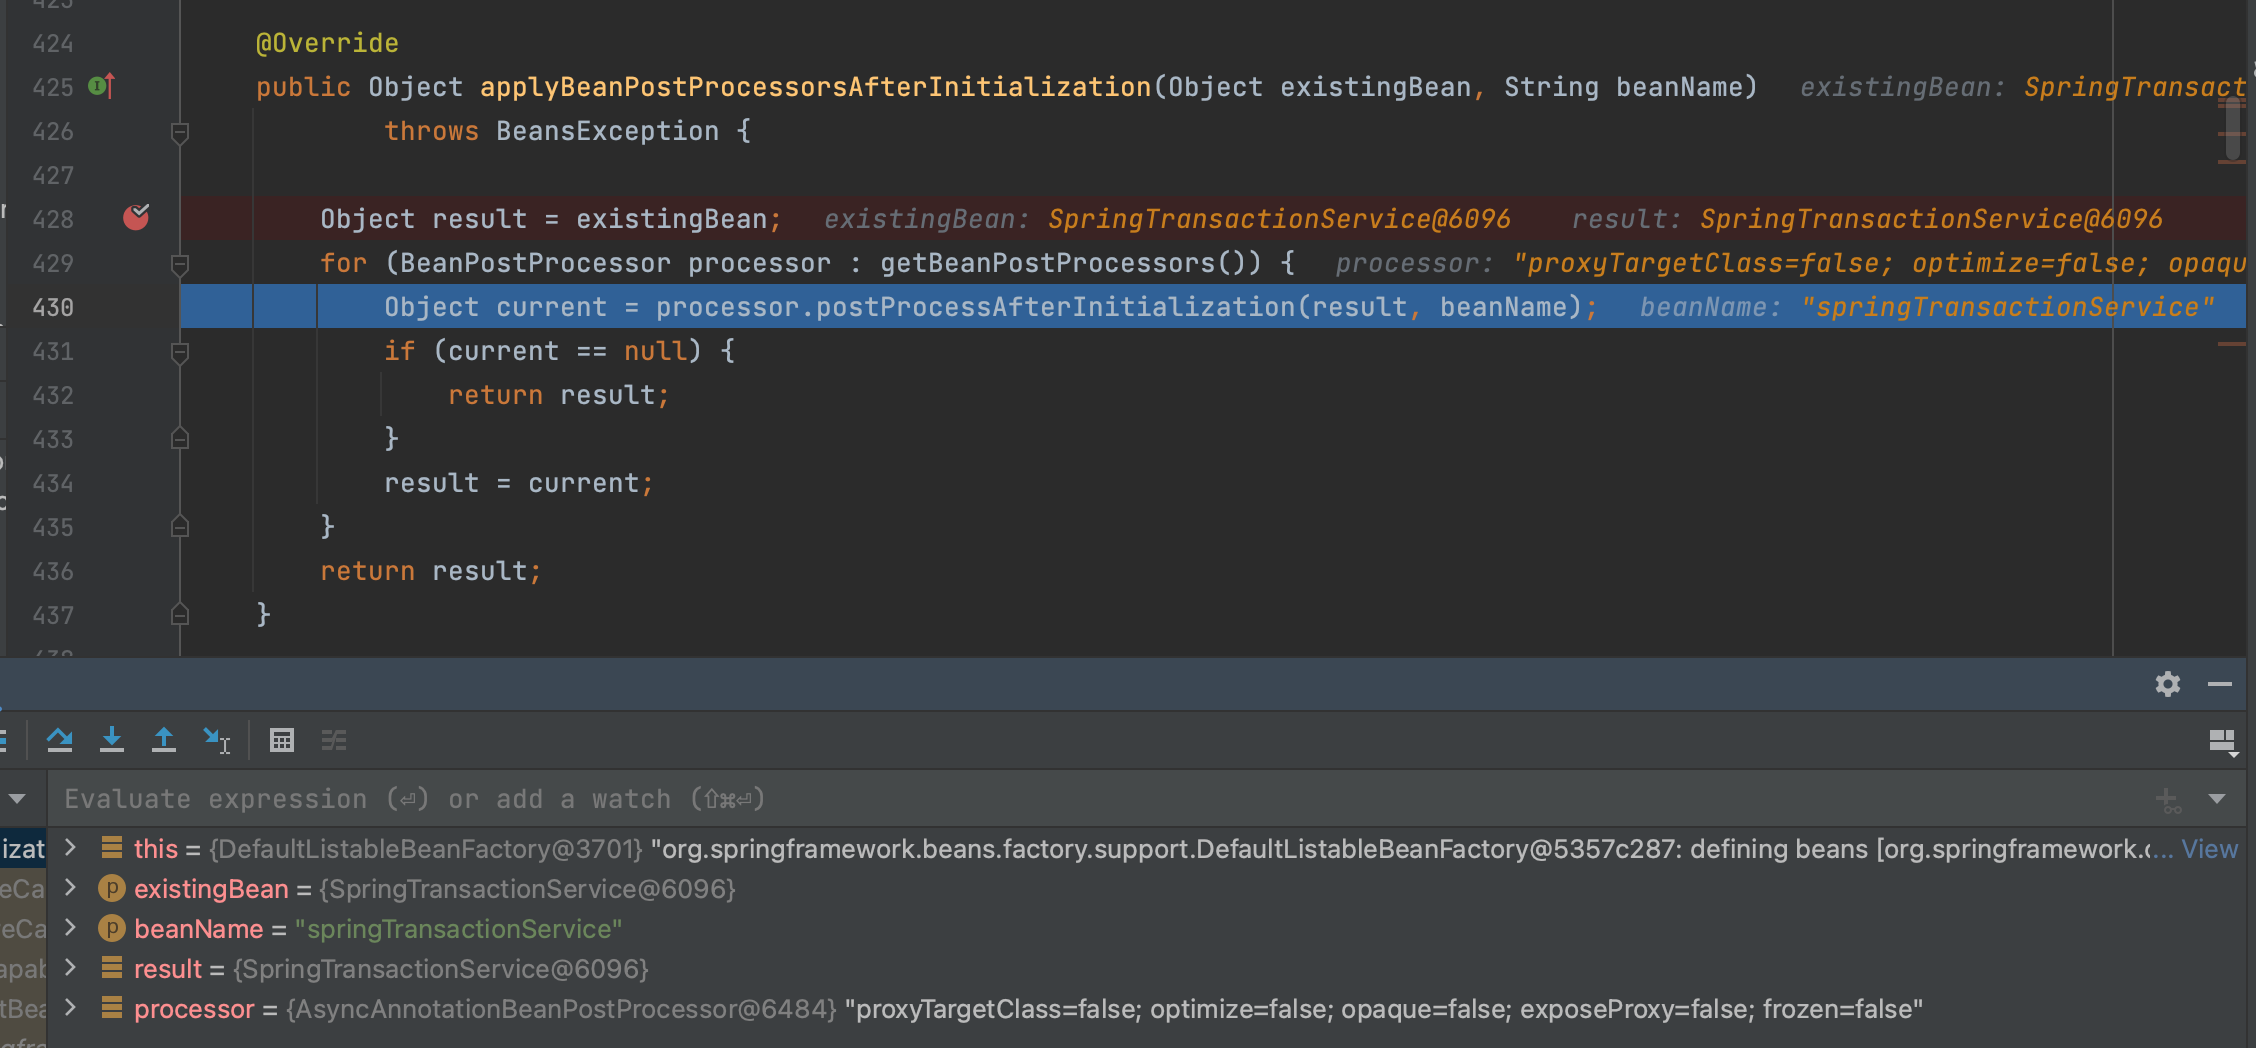 424 @Override
425 public Object applyBeanPostProcessorsAfterInitialization(Object existingBean, String beanName) existingBean: SpringTransact
426 throws BeansException {
427
428 Object result = existingBean; existingBean: SpringTransactionService@6096 result: SpringTransactionService@6096
429 for (BeanPostProcessor processor : getBeanPostProcessors()) { processor: "proxyTargetClass=false; optimize=false; opaqu
430 Object current = processor.postProcessAfterInitialization(result, beanName); beanName: "springTransactionService"
431 if (current == null) {
432 return result;
433 }
434 result = current;
435 }
436 return result;
437 }
Evaluate expression (⏎) or add a watch (⇧⌘⏎)
izat this = {DefaultListableBeanFactory@3701} "org.springframework.beans.factory.support.DefaultListableBeanFactory@5357c287: defining beans [org.springframework.c... View
eCa p existingBean = {SpringTransactionService@6096}
eCa p beanName = "springTransactionService"
apab result = {SpringTransactionService@6096}
tBea processor = {AsyncAnnotationBeanPostProcessor@6484} "proxyTargetClass=false; optimize=false; opaque=false; exposeProxy=false; frozen=false"